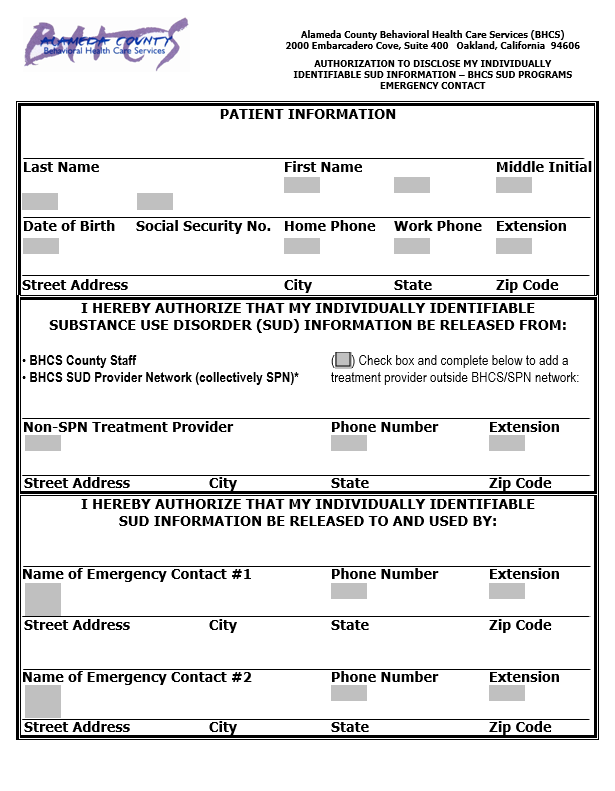 BHCS
ALAMEDA COUNTY
Behavioral Health Care Services
Alameda County Behavioral Health Care Services (BHCS)
2000 Embarcadero Cove, Suite 400 Oakland, California 94606
AUTHORIZATION TO DISCLOSE MY INDIVIDUALLY
IDENTIFIABLE SUD INFORMATION – BHCS SUD PROGRAMS
EMERGENCY CONTACT
PATIENT INFORMATION
Last Name First Name Middle Initial
Date of Birth Social Security No. Home Phone Work Phone Extension
Street Address City State Zip Code
I HEREBY AUTHORIZE THAT MY INDIVIDUALLY IDENTIFIABLE
SUBSTANCE USE DISORDER (SUD) INFORMATION BE RELEASED FROM:
• BHCS County Staff
• BHCS SUD Provider Network (collectively SPN)*
( ) Check box and complete below to add a
treatment provider outside BHCS/SPN network:
Non-SPN Treatment Provider Phone Number Extension
Street Address City State Zip Code
I HEREBY AUTHORIZE THAT MY INDIVIDUALLY IDENTIFIABLE
SUD INFORMATION BE RELEASED TO AND USED BY:
Name of Emergency Contact #1 Phone Number Extension
Street Address City State Zip Code
Name of Emergency Contact #2 Phone Number Extension
Street Address City State Zip Code